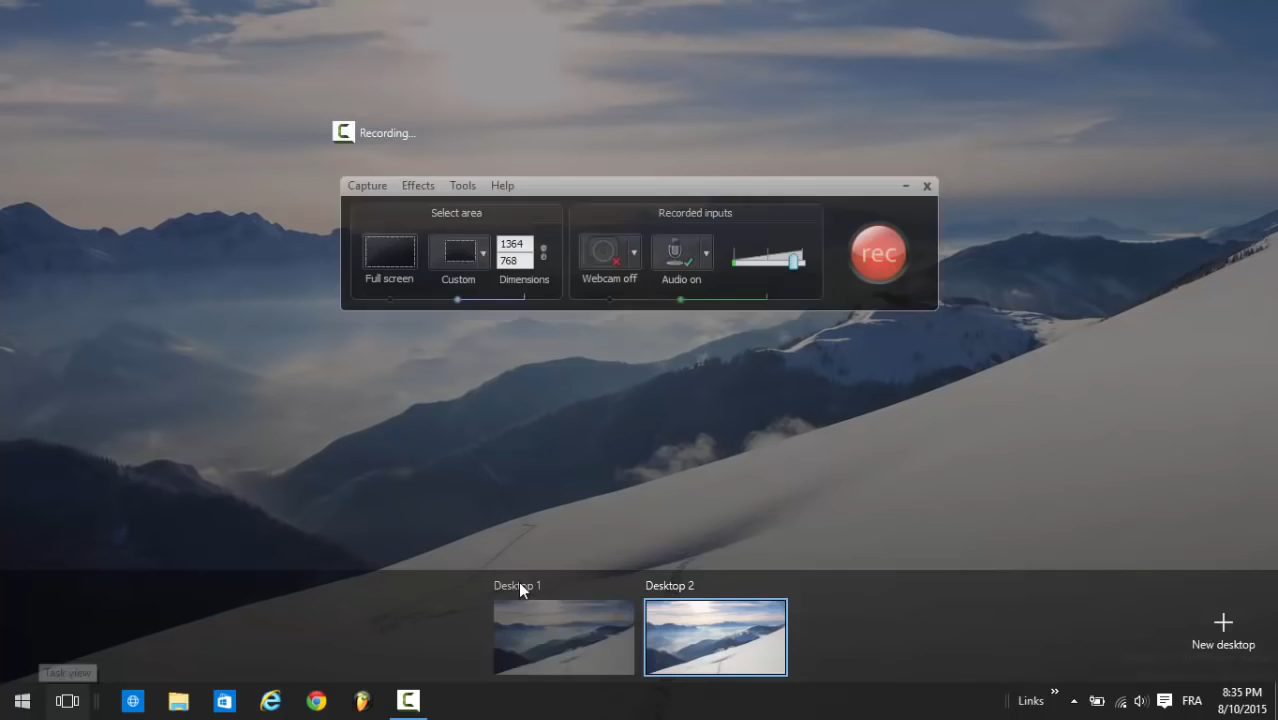 Recording...
Capture Effects Tools Help
Select area
Recorded inputs
1364
768
rec
Full screen
Custom
Dimensions
Webcam off
Audio on
Desktop 1
Desktop 2
New desktop
Task view
Links
FRA
8:35 PM
8/10/2015